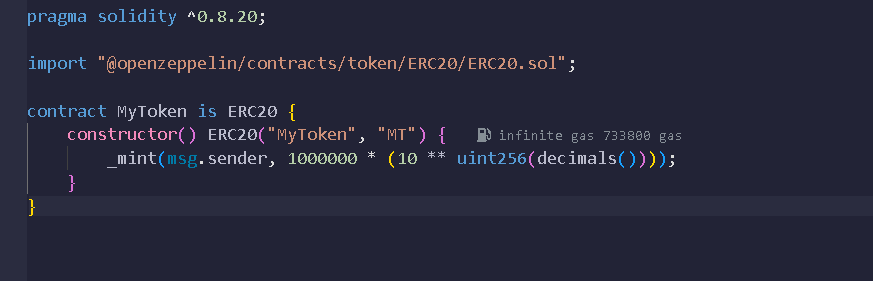 pragma solidity ^0.8.20;
import "@openzeppelin/contracts/token/ERC20/ERC20.sol";
contract MyToken is ERC20 {
constructor() ERC20("MyToken", "MT") { infinite gas 733800 gas
_mint(msg.sender, 1000000 * (10 ** uint256(decimals())));
}
}